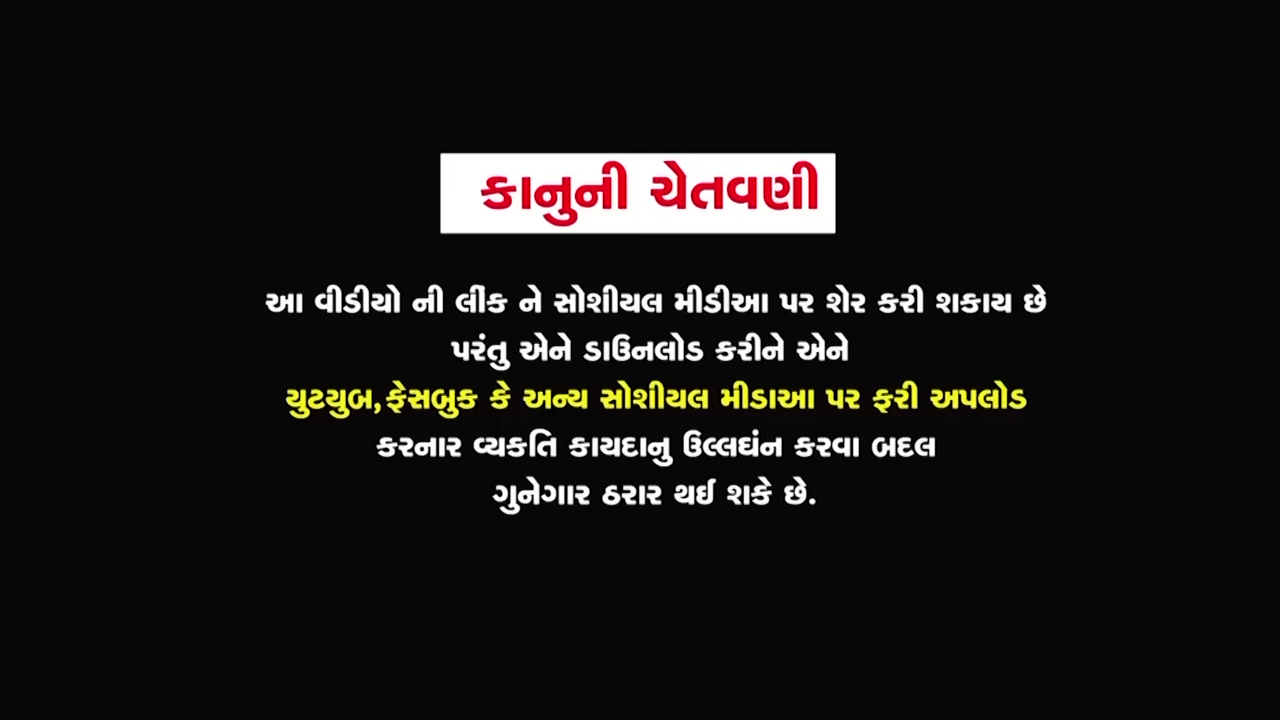 કાનુની ચેતવણી
આ વીડીયો ની લીંક ને સોશીયલ મીડીઆ પર શેર કરી શકાય છે
પરંતુ એને ડાઉનલોડ કરીને એને
યુટયુબ,ફેસબુક કે અન્ય સોશીયલ મીડાઆ પર ફરી અપલોડ
કરનાર વ્યકતિ કાયદાનુ ઉલ્લઘંન કરવા બદલ
ગુનેગાર ઠરાર થઈ શકે છે.